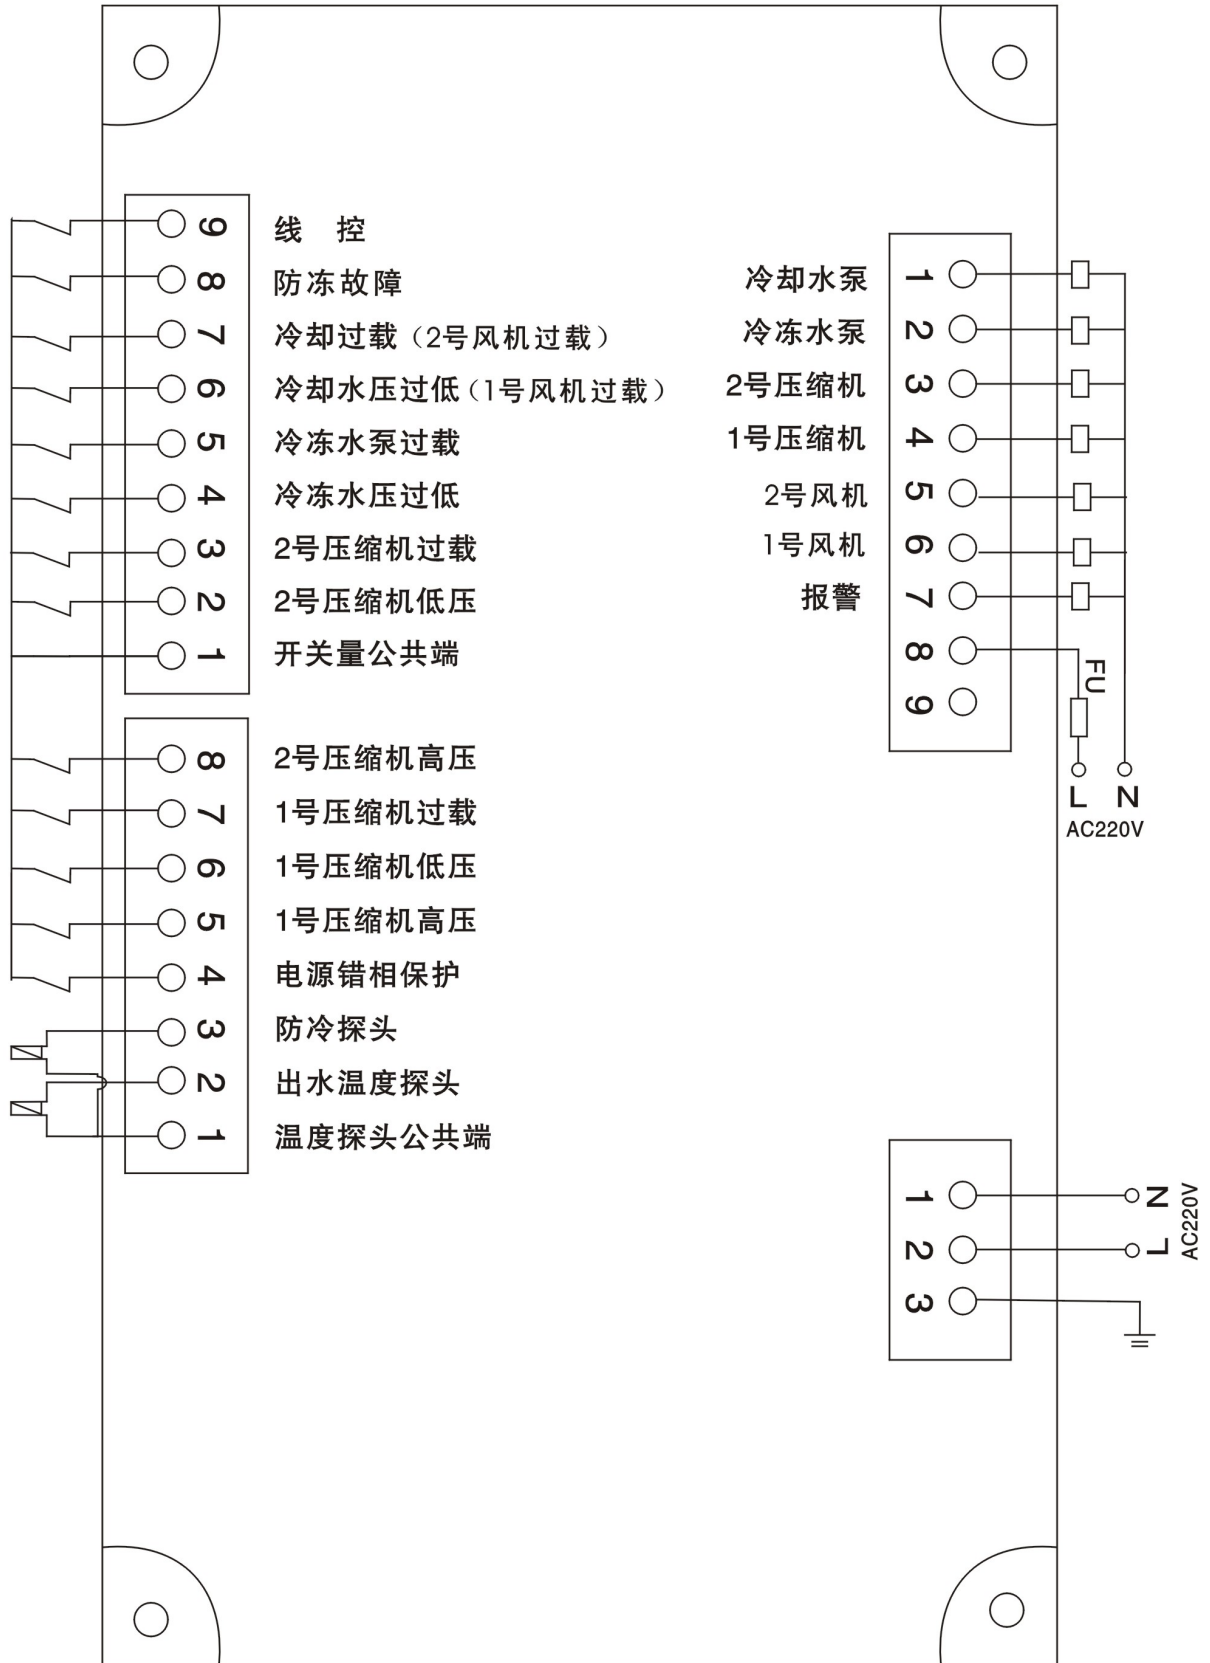 9 线 控
8 防冻故障
7 冷却过载（2号风机过载）
6 冷却水压过低（1号风机过载）
5 冷冻水泵过载
4 冷冻水压过低
3 2号压缩机过载
2 2号压缩机低压
1 开关量公共端
8 2号压缩机高压
7 1号压缩机过载
6 1号压缩机低压
5 1号压缩机高压
4 电源错相保护
3 防冷探头
2 出水温度探头
1 温度探头公共端
冷却水泵 1
冷冻水泵 2
2号压缩机 3
1号压缩机 4
2号风机 5
1号风机 6
报警 7
8
9
FU
L N
AC220V
1 N
2 L
AC220V
3